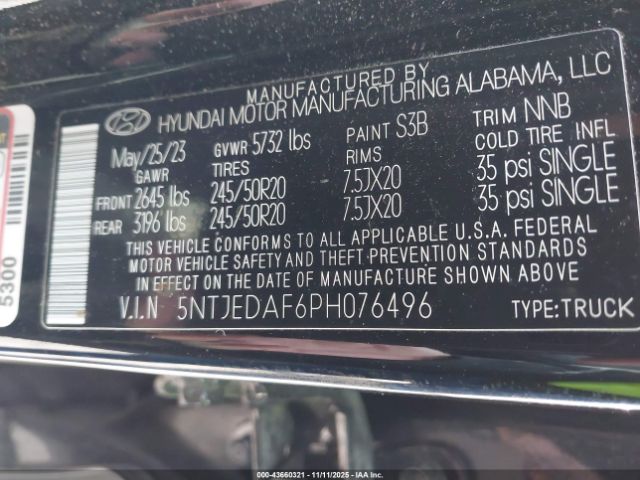 MANUFACTURED BY
HYUNDAI MOTOR MANUFACTURING ALABAMA, LLC
May/25/23 GVWR 5732 lbs PAINT S3B TRIM NNB
GAWR TIRES RIMS COLD TIRE INFL
FRONT 2645 lbs 245/50R20 7.5JX20 35 psi SINGLE
REAR 3196 lbs 245/50R20 7.5JX20 35 psi SINGLE
THIS VEHICLE CONFORMS TO ALL APPLICABLE U.S.A. FEDERAL
MOTOR VEHICLE SAFETY AND THEFT PREVENTION STANDARDS
IN EFFECT ON THE DATE OF MANUFACTURE SHOWN ABOVE.
V.I.N 5NTJEDAF6PH076496 TYPE:TRUCK
5300
000-43660321 - 11/11/2025 - IAA Inc.